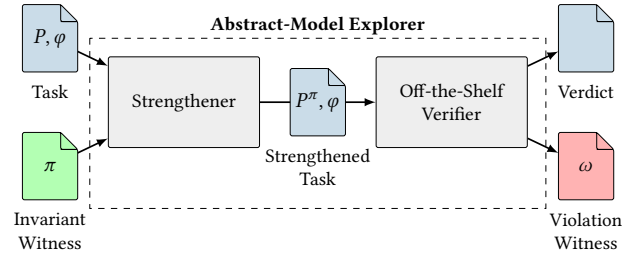 Abstract-Model Explorer
P, φ
Task
Strengthener
P^π, φ
Strengthened
Task
Off-the-Shelf
Verifier
Verdict
π
Invariant
Witness
ω
Violation
Witness